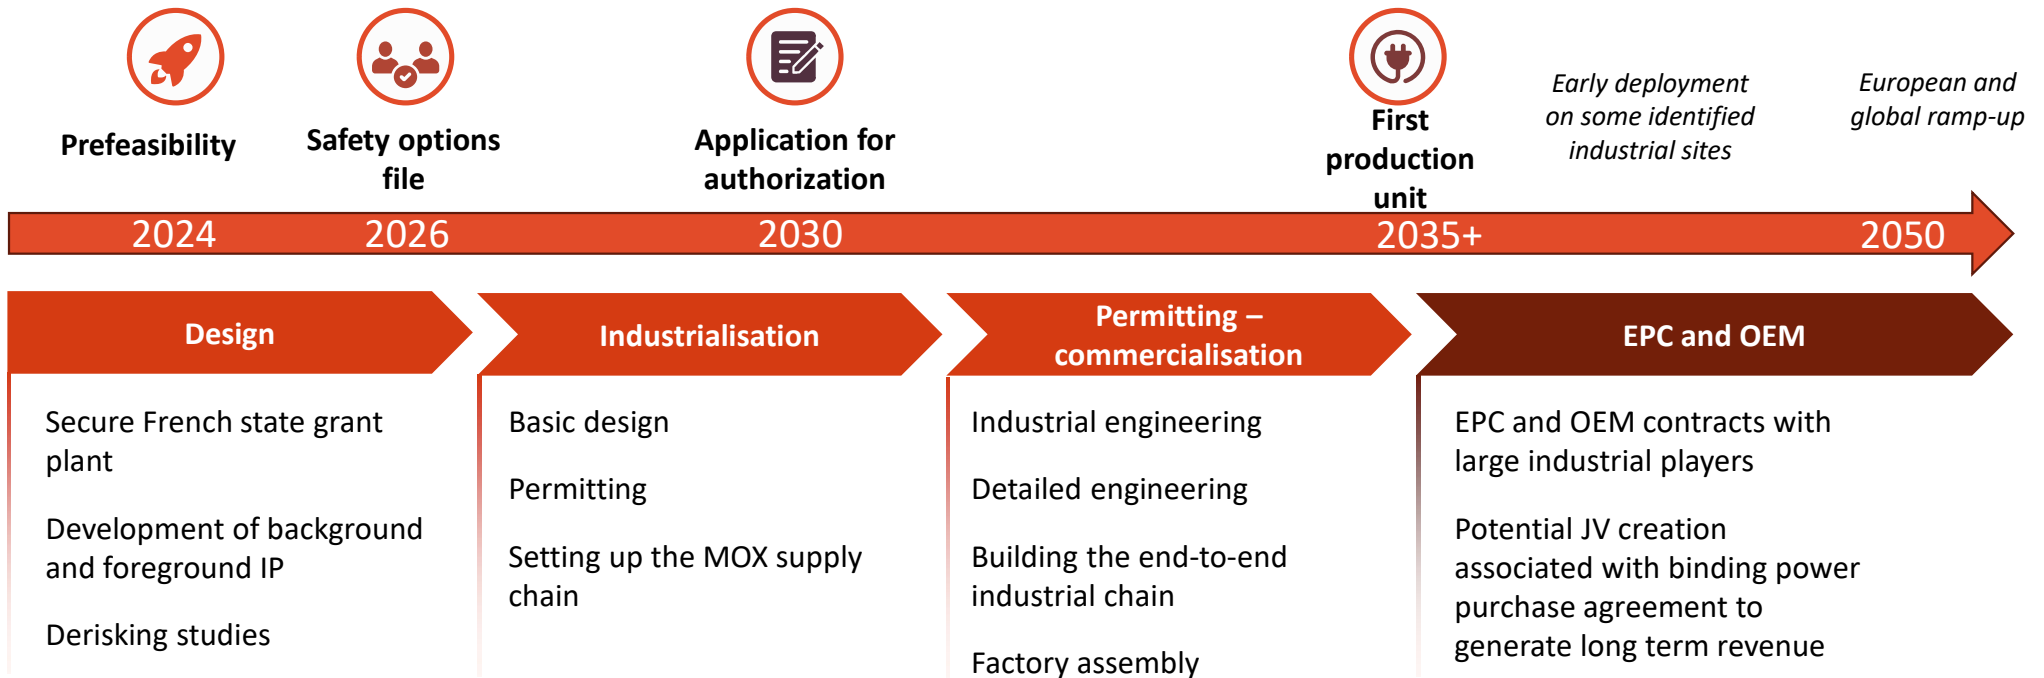 Prefeasibility
Safety options
file
Application for
authorization
First
production
unit
Early deployment
on some identified
industrial sites
European and
global ramp-up
2024
2026
2030
2035+
2050
Design
Secure French state grant
plant
Development of background
and foreground IP
Derisking studies
Industrialisation
Basic design
Permitting
Setting up the MOX supply
chain
Permitting –
commercialisation
Industrial engineering
Detailed engineering
Building the end-to-end
industrial chain
Factory assembly
EPC and OEM
EPC and OEM contracts with
large industrial players
Potential JV creation
associated with binding power
purchase agreement to
generate long term revenue